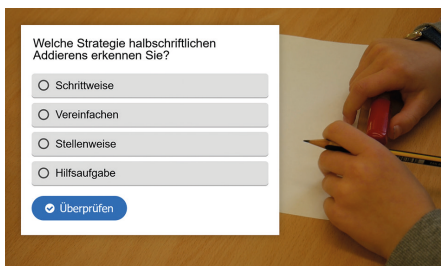 Welche Strategie halbschriftlichen
Addierens erkennen Sie?
Schrittweise
Vereinfachen
Stellenweise
Hilfsaufgabe
Überprüfen